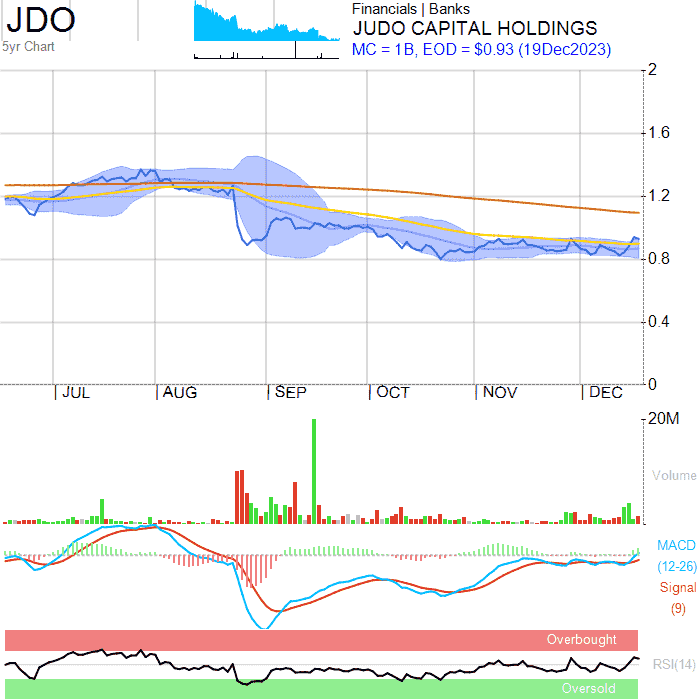 JDO
5yr Chart
Financials | Banks
JUDO CAPITAL HOLDINGS
MC = 1B, EOD = $0.93 (19Dec2023)
2
1.6
1.2
0.8
0.4
0
| JUL | AUG | SEP | OCT | NOV | DEC
20M
Volume
MACD
(12-26)
Signal
(9)
Overbought
RSI(14)
Oversold